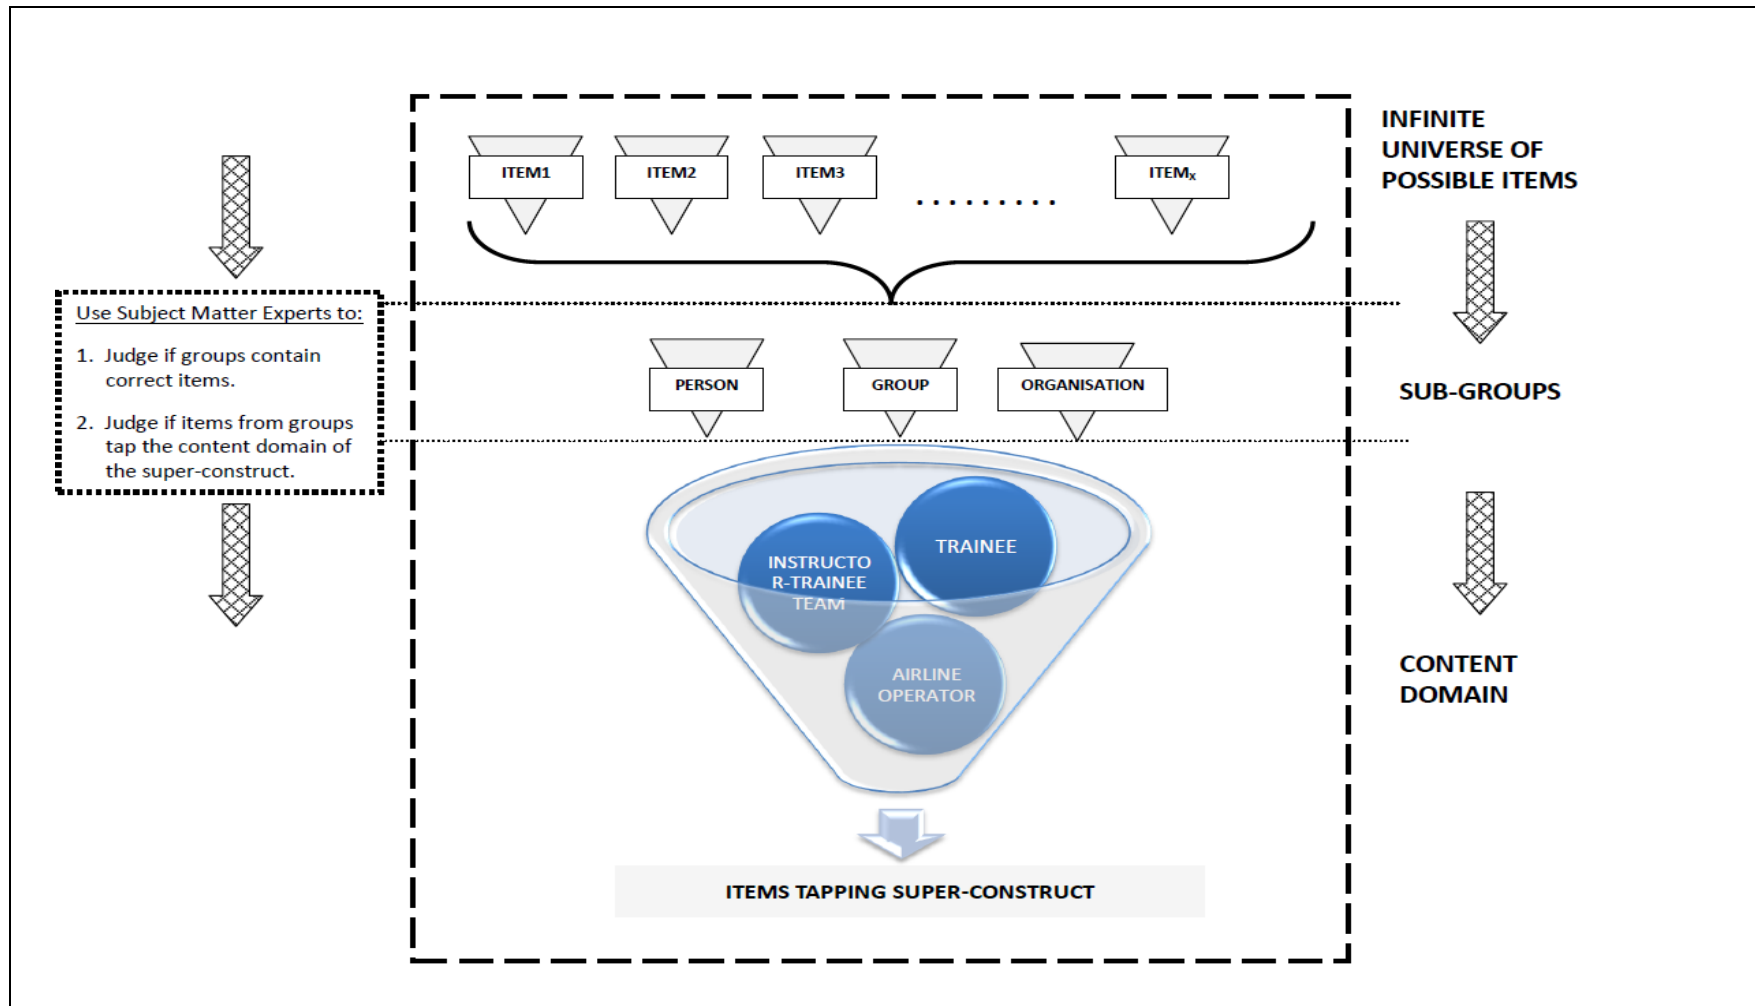 INFINITE
UNIVERSE OF
POSSIBLE ITEMS
ITEM1
ITEM2
ITEM3
. . . . . . . . .
ITEMₓ
Use Subject Matter Experts to:
1. Judge if groups contain
correct items.
2. Judge if items from groups
tap the content domain of
the super-construct.
PERSON
GROUP
ORGANISATION
SUB-GROUPS
TRAINEE
INSTRUCTO
R-TRAINEE
TEAM
AIRLINE
OPERATOR
CONTENT
DOMAIN
ITEMS TAPPING SUPER-CONSTRUCT